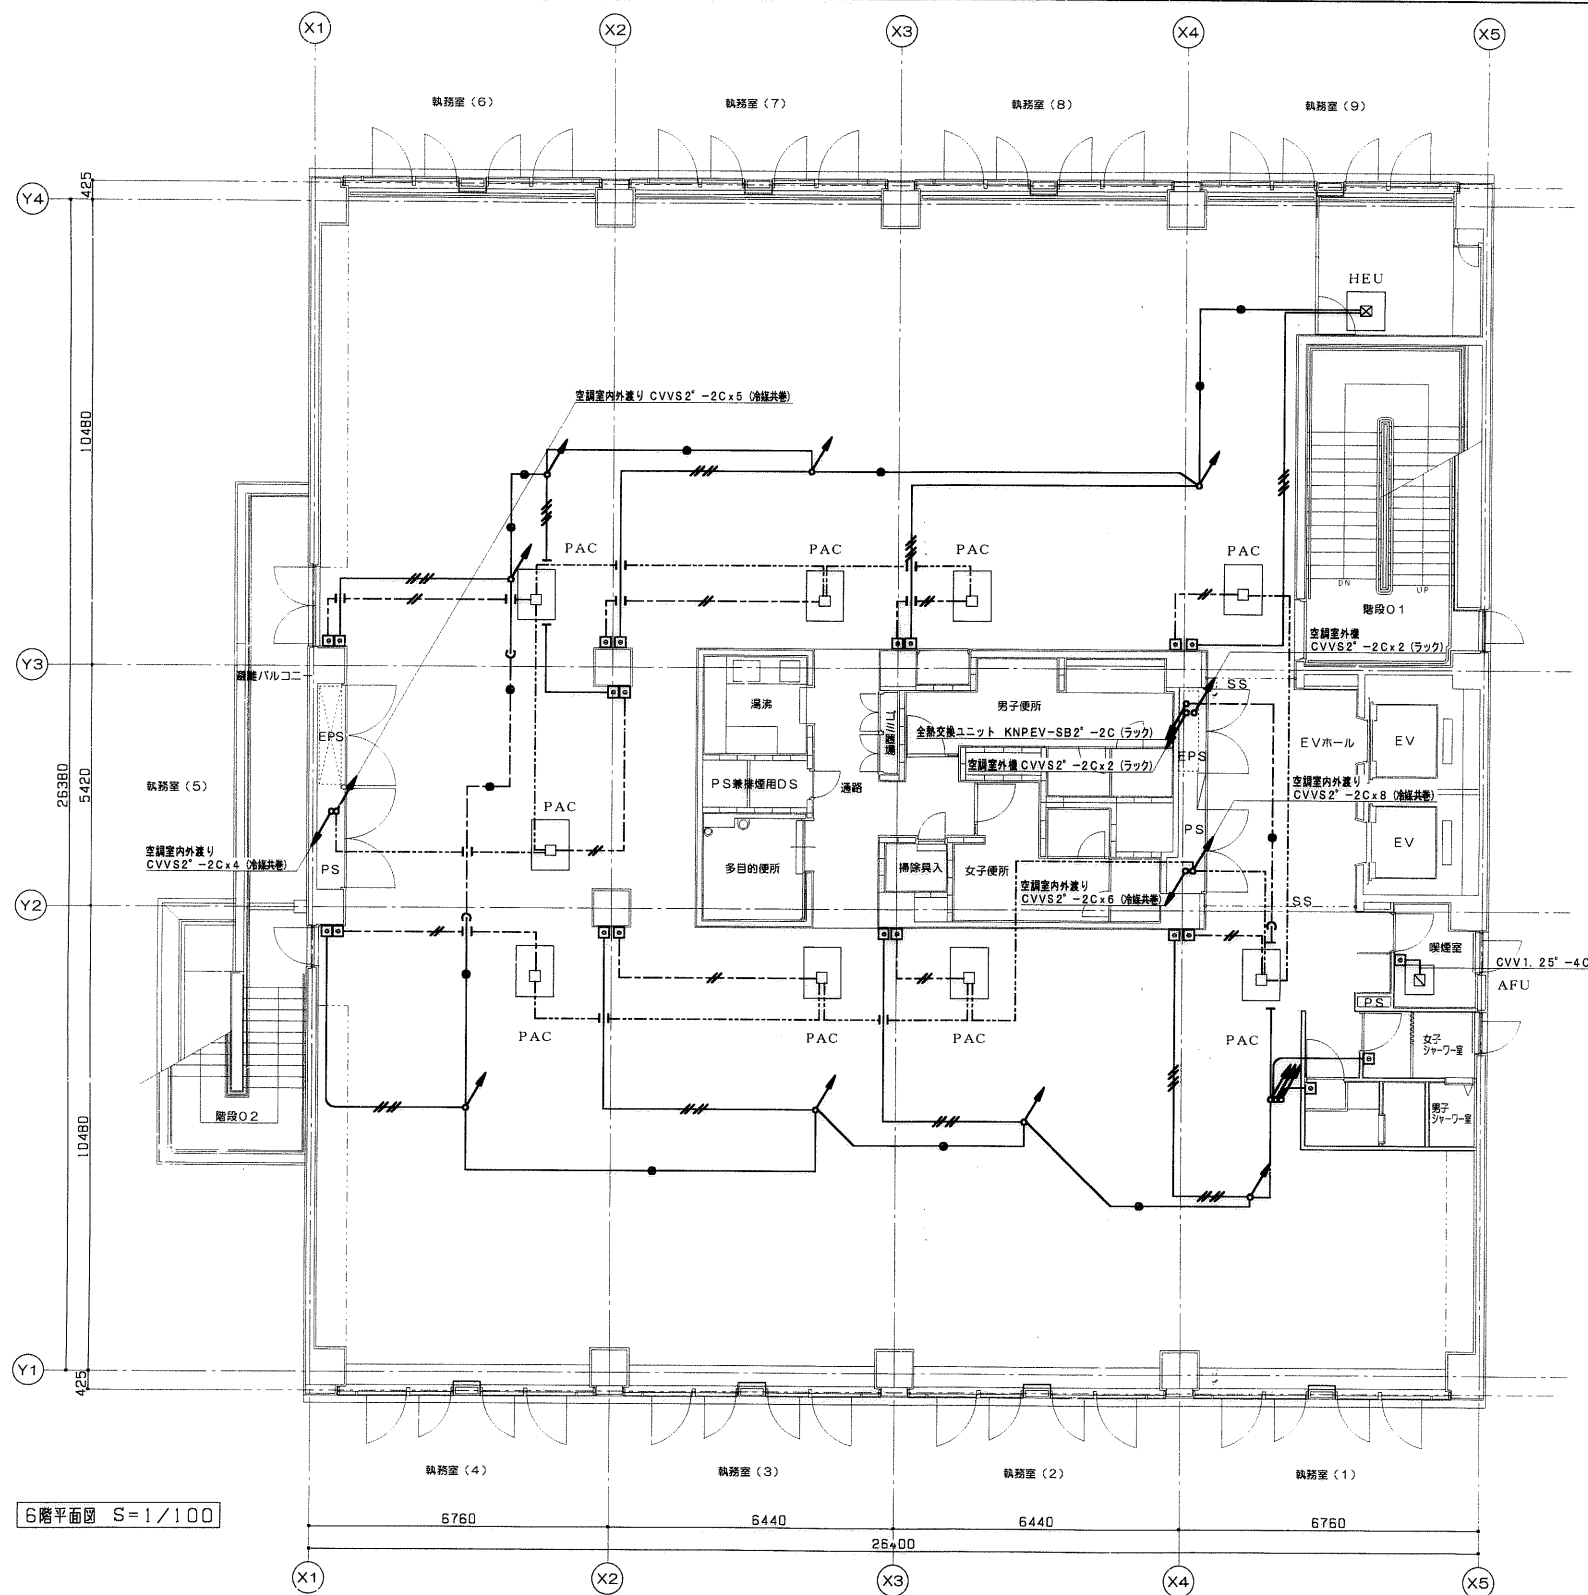 X1
X2
X3
X4
X5
執務室（6）
執務室（7）
執務室（8）
執務室（9）
Y4
425
HEU
10480
空調室内外渡り CVVS2°-2Cx5 (冷媒共巻)
PAC
PAC
PAC
PAC
DN
UP
階段01
空調室外機
CVVS2°-2Cx2 (ラック)
Y3
避難バルコニー
SS
湯沸
男子便所
全熱交換ユニット KNPEV-SB2°-2C (ラック)
空調室外機 CVVS2°-2Cx2 (ラック)
EPS
EPS
EVホール
EV
26380
5420
執務室（5）
PS兼排煙用DS
通路
空調室内外渡り
CVVS2°-2Cx8 (冷媒共巻)
PAC
PS
EV
空調室内外渡り
CVVS2°-2Cx4 (冷媒共巻)
PS
多目的便所
掃除具入
女子便所
空調室内外渡り
CVVS2°-2Cx6 (冷媒共巻)
Y2
SS
喫煙室
CVV1. 25°-4C
AFU
PS
PAC
PAC
PAC
PAC
女子
シャワー室
階段02
男子
シャワー室
10480
Y1
425
執務室（4）
執務室（3）
執務室（2）
執務室（1）
6階平面図 S=1/100
6760
6440
6440
6760
26400
X1
X2
X3
X4
X5